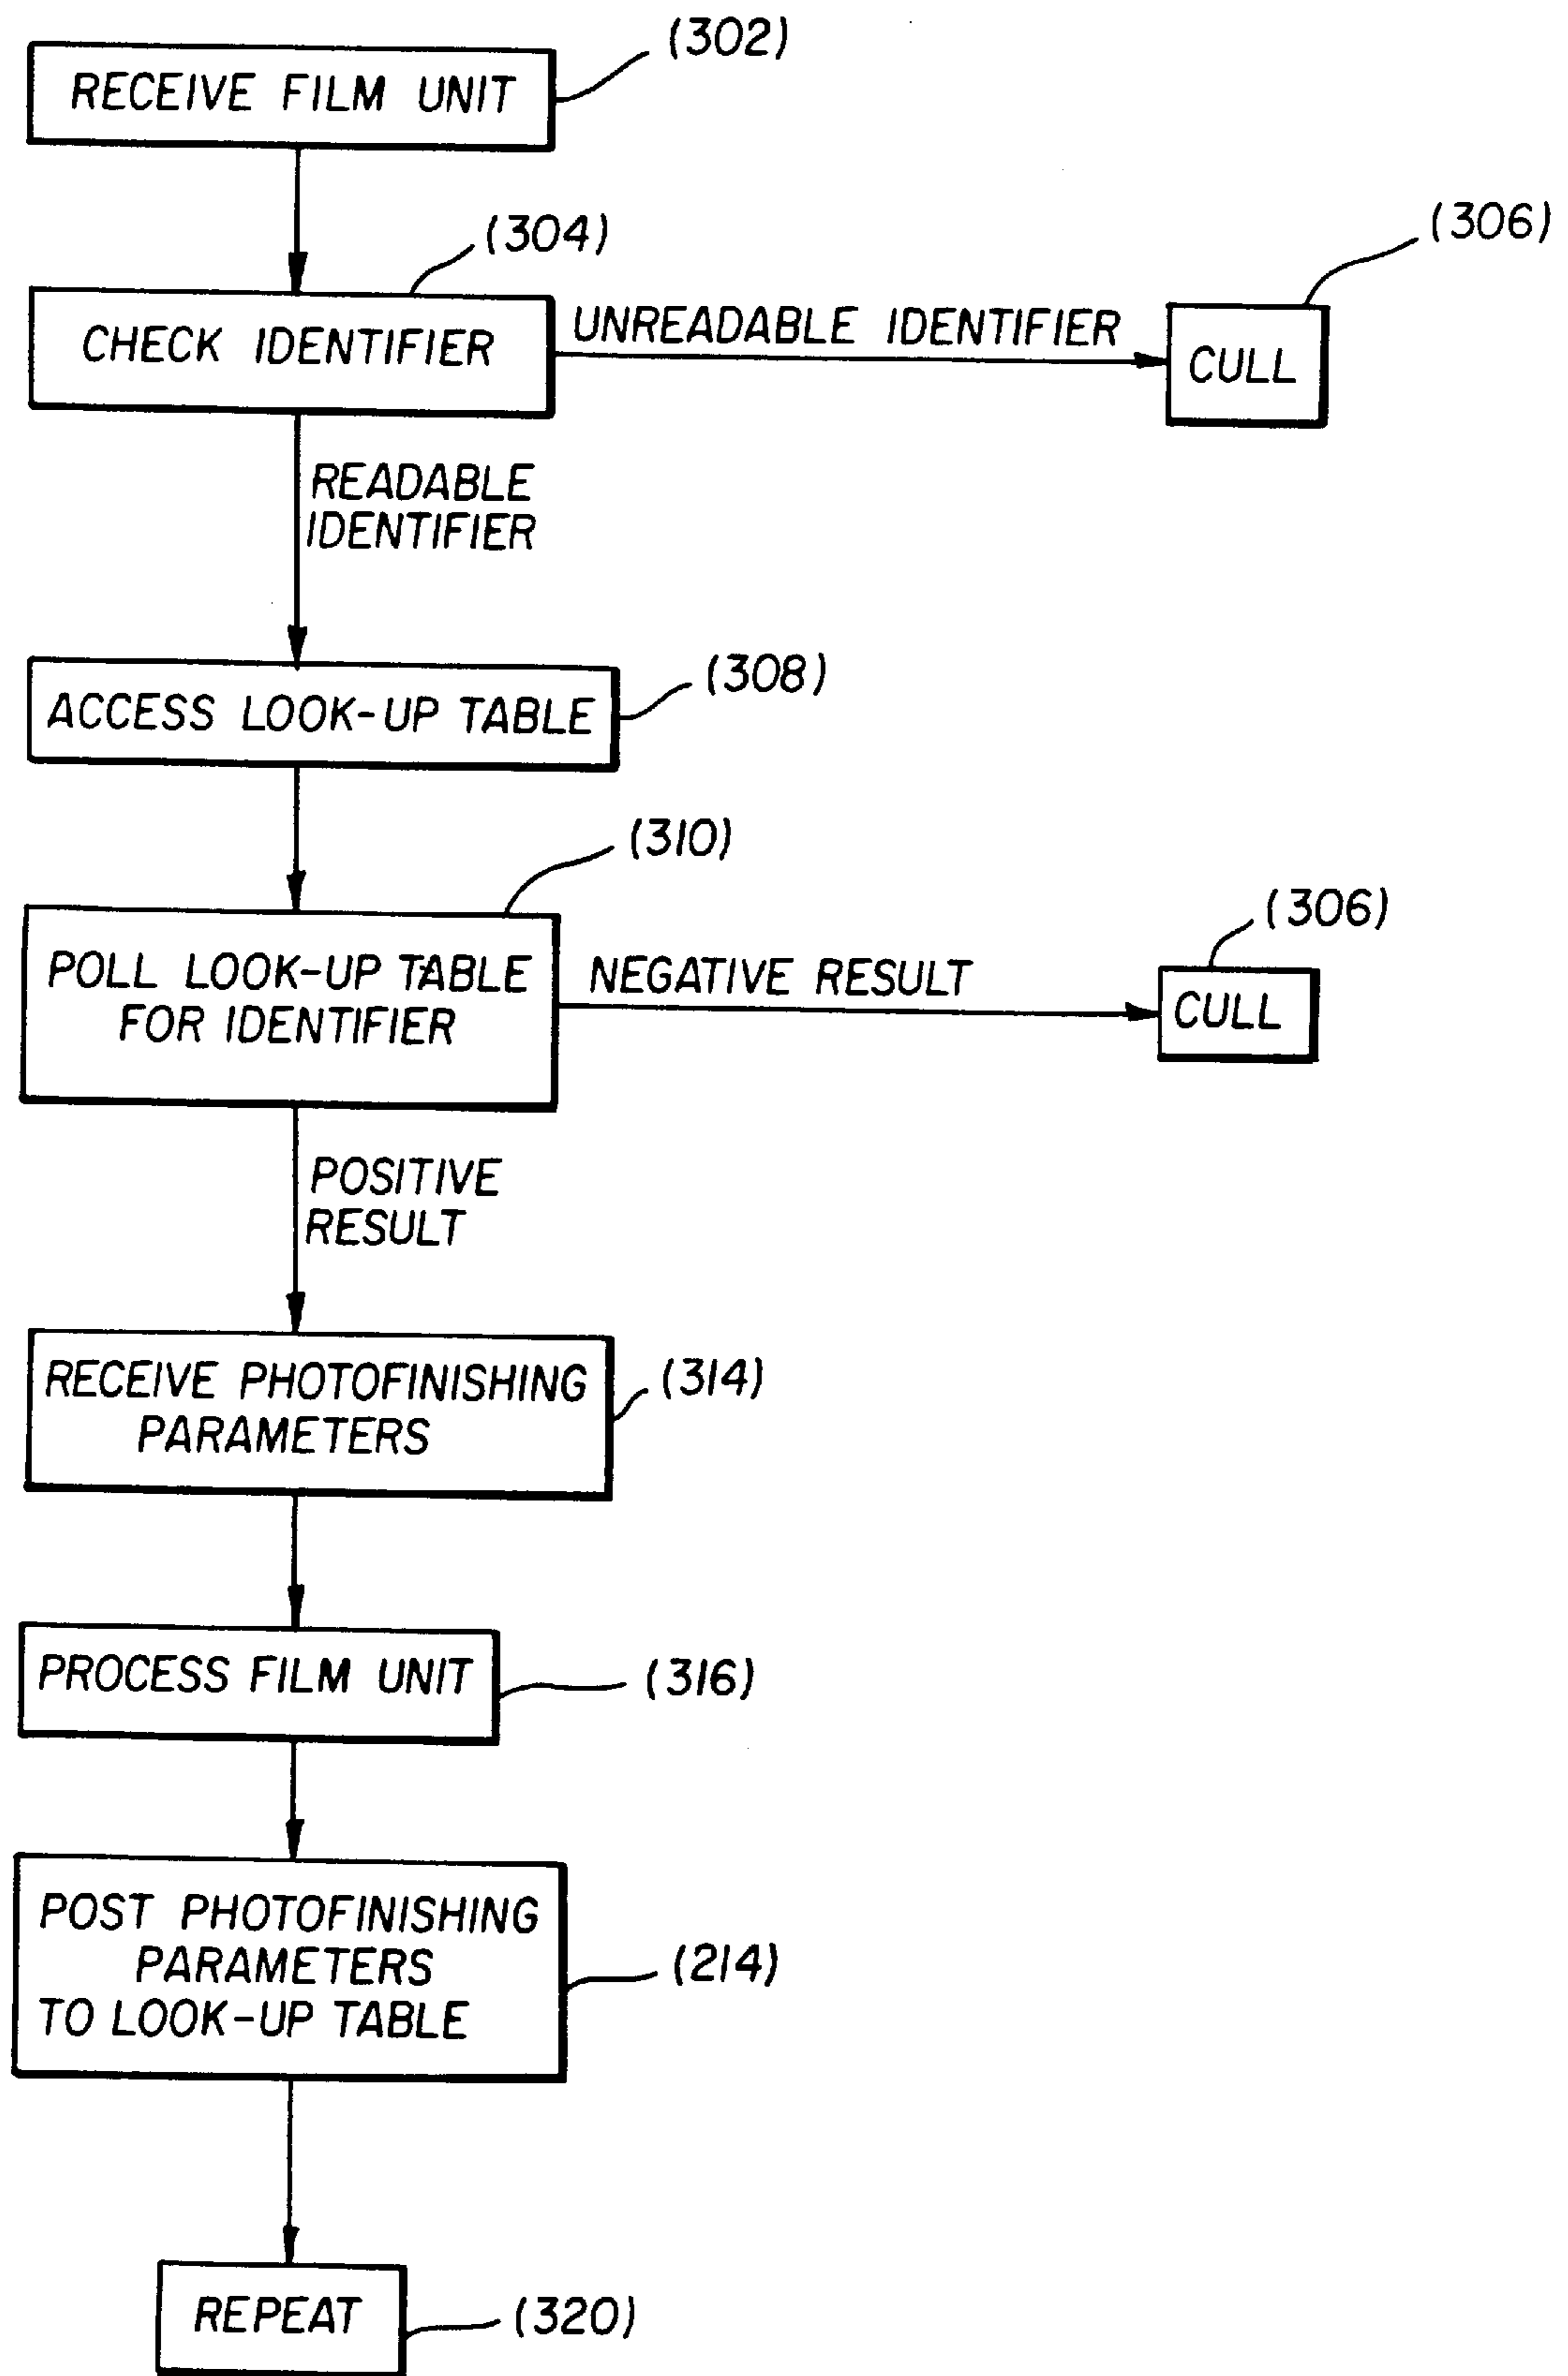 (302)
RECEIVE FILM UNIT
(304)
(306)
CHECK IDENTIFIER
UNREADABLE IDENTIFIER
CULL
READABLE
IDENTIFIER
(308)
ACCESS LOOK-UP TABLE
(310)
(306)
POLL LOOK-UP TABLE
FOR IDENTIFIER
NEGATIVE RESULT
CULL
POSITIVE
RESULT
RECEIVE PHOTOFINISHING
PARAMETERS
(314)
PROCESS FILM UNIT
(316)
POST PHOTOFINISHING
PARAMETERS
TO LOOK-UP TABLE
(214)
REPEAT
(320)